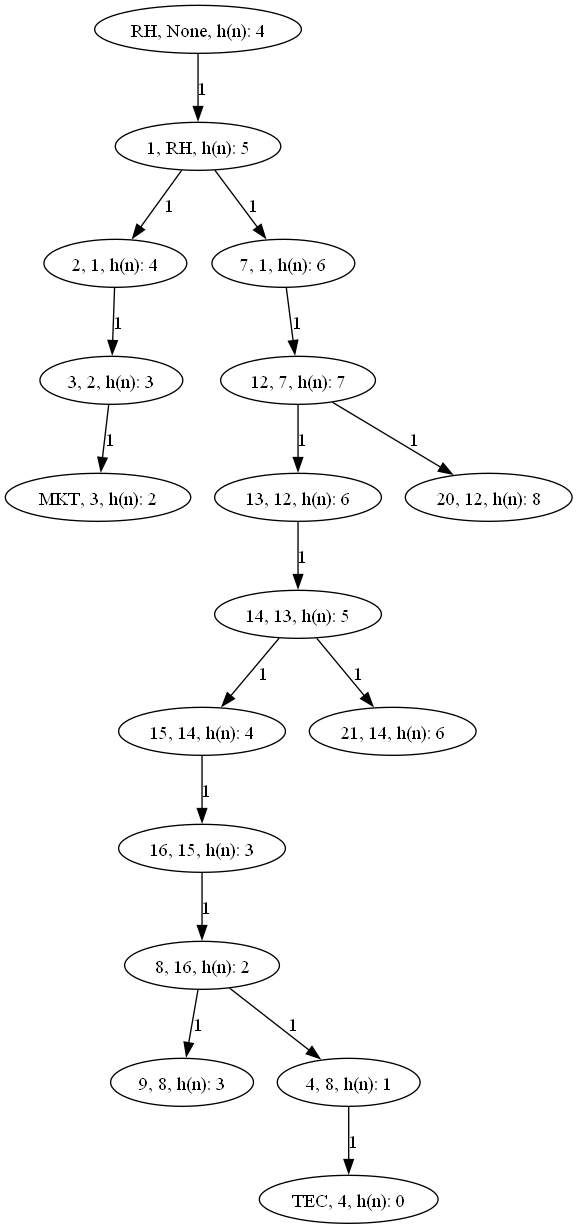 RH, None, h(n): 4
1
1, RH, h(n): 5
1
1
2, 1, h(n): 4
7, 1, h(n): 6
1
1
3, 2, h(n): 3
12, 7, h(n): 7
1
1
1
MKT, 3, h(n): 2
13, 12, h(n): 6
20, 12, h(n): 8
1
14, 13, h(n): 5
1
1
15, 14, h(n): 4
21, 14, h(n): 6
1
16, 15, h(n): 3
1
8, 16, h(n): 2
1
1
9, 8, h(n): 3
4, 8, h(n): 1
1
TEC, 4, h(n): 0